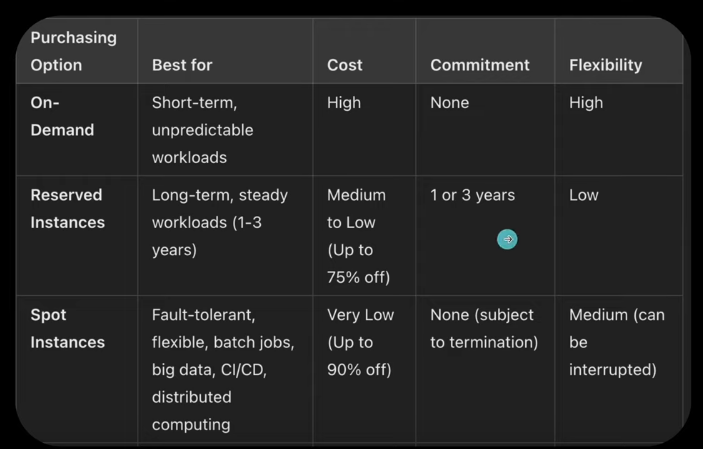 Purchasing
Option
Best for
Cost
Commitment
Flexibility
On-
Demand
Short-term,
unpredictable
workloads
High
None
High
Reserved
Instances
Long-term, steady
workloads (1-3
years)
Medium
to Low
(Up to
75% off)
1 or 3 years
Low
Spot
Instances
Fault-tolerant,
flexible, batch jobs,
big data, CI/CD,
distributed
computing
Very Low
(Up to
90% off)
None (subject
to termination)
Medium (can
be
interrupted)